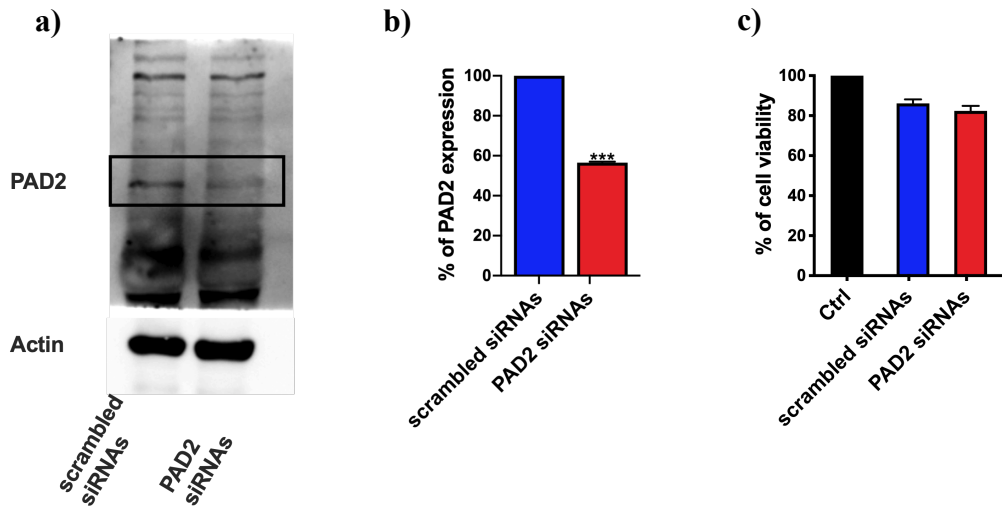 a)
PAD2
Actin
scrambled
siRNAs
PAD2
siRNAs
b)
% of PAD2 expression
100
80
60
40
20
0
***
scrambled siRNAs
PAD2 siRNAs
c)
% of cell viability
100
80
60
40
20
0
Ctrl
scrambled siRNAs
PAD2 siRNAs